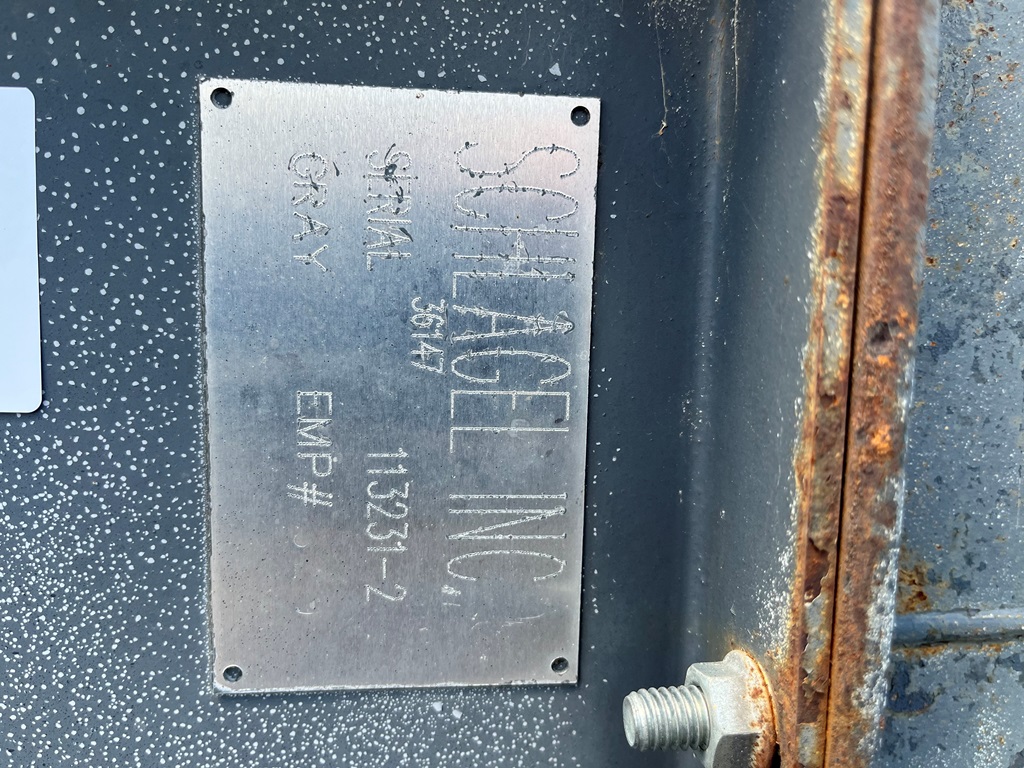 SCHLAGEL INC.
36147
SERIAL 113231-2
GRAY EMP#